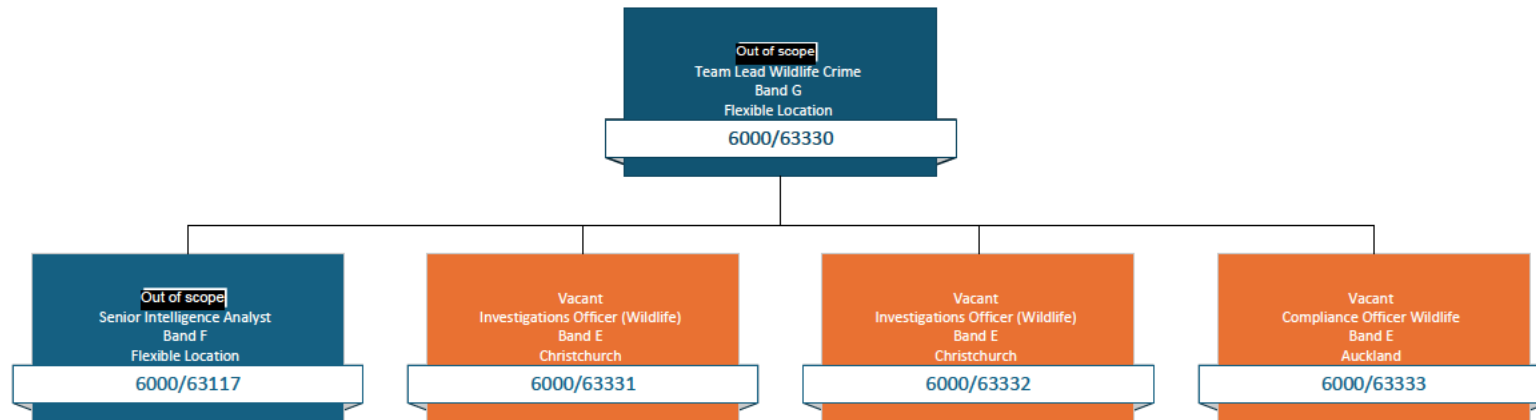 Out of scope
Team Lead Wildlife Crime
Band G
Flexible Location
6000/63330
Out of scope
Senior Intelligence Analyst
Band F
Flexible Location
6000/63117
Vacant
Investigations Officer (Wildlife)
Band E
Christchurch
6000/63331
Vacant
Investigations Officer (Wildlife)
Band E
Christchurch
6000/63332
Vacant
Compliance Officer Wildlife
Band E
Auckland
6000/63333